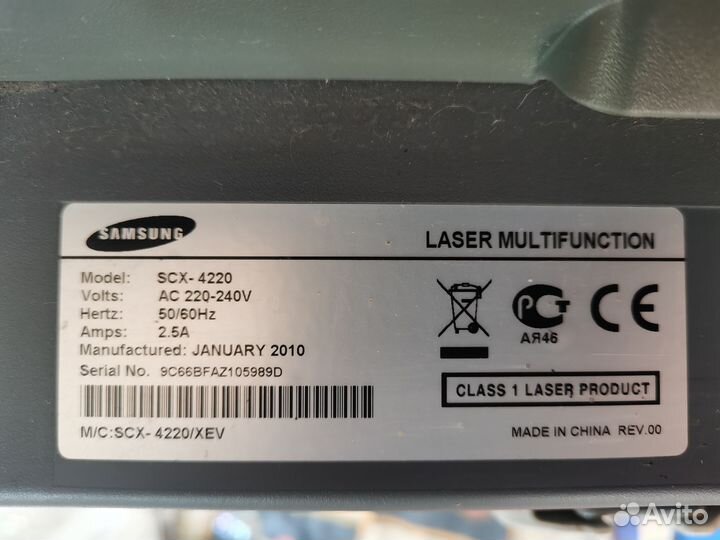 SAMSUNG
LASER MULTIFUNCTION
Model: SCX- 4220
Volts: AC 220-240V
Hertz: 50/60Hz
Amps: 2.5A
Manufactured: JANUARY 2010
Serial No. 9C66BFAZ105989D
M/C:SCX- 4220/XEV
РСТ
CE
АЯ46
CLASS 1 LASER PRODUCT
MADE IN CHINA REV.00
Avito